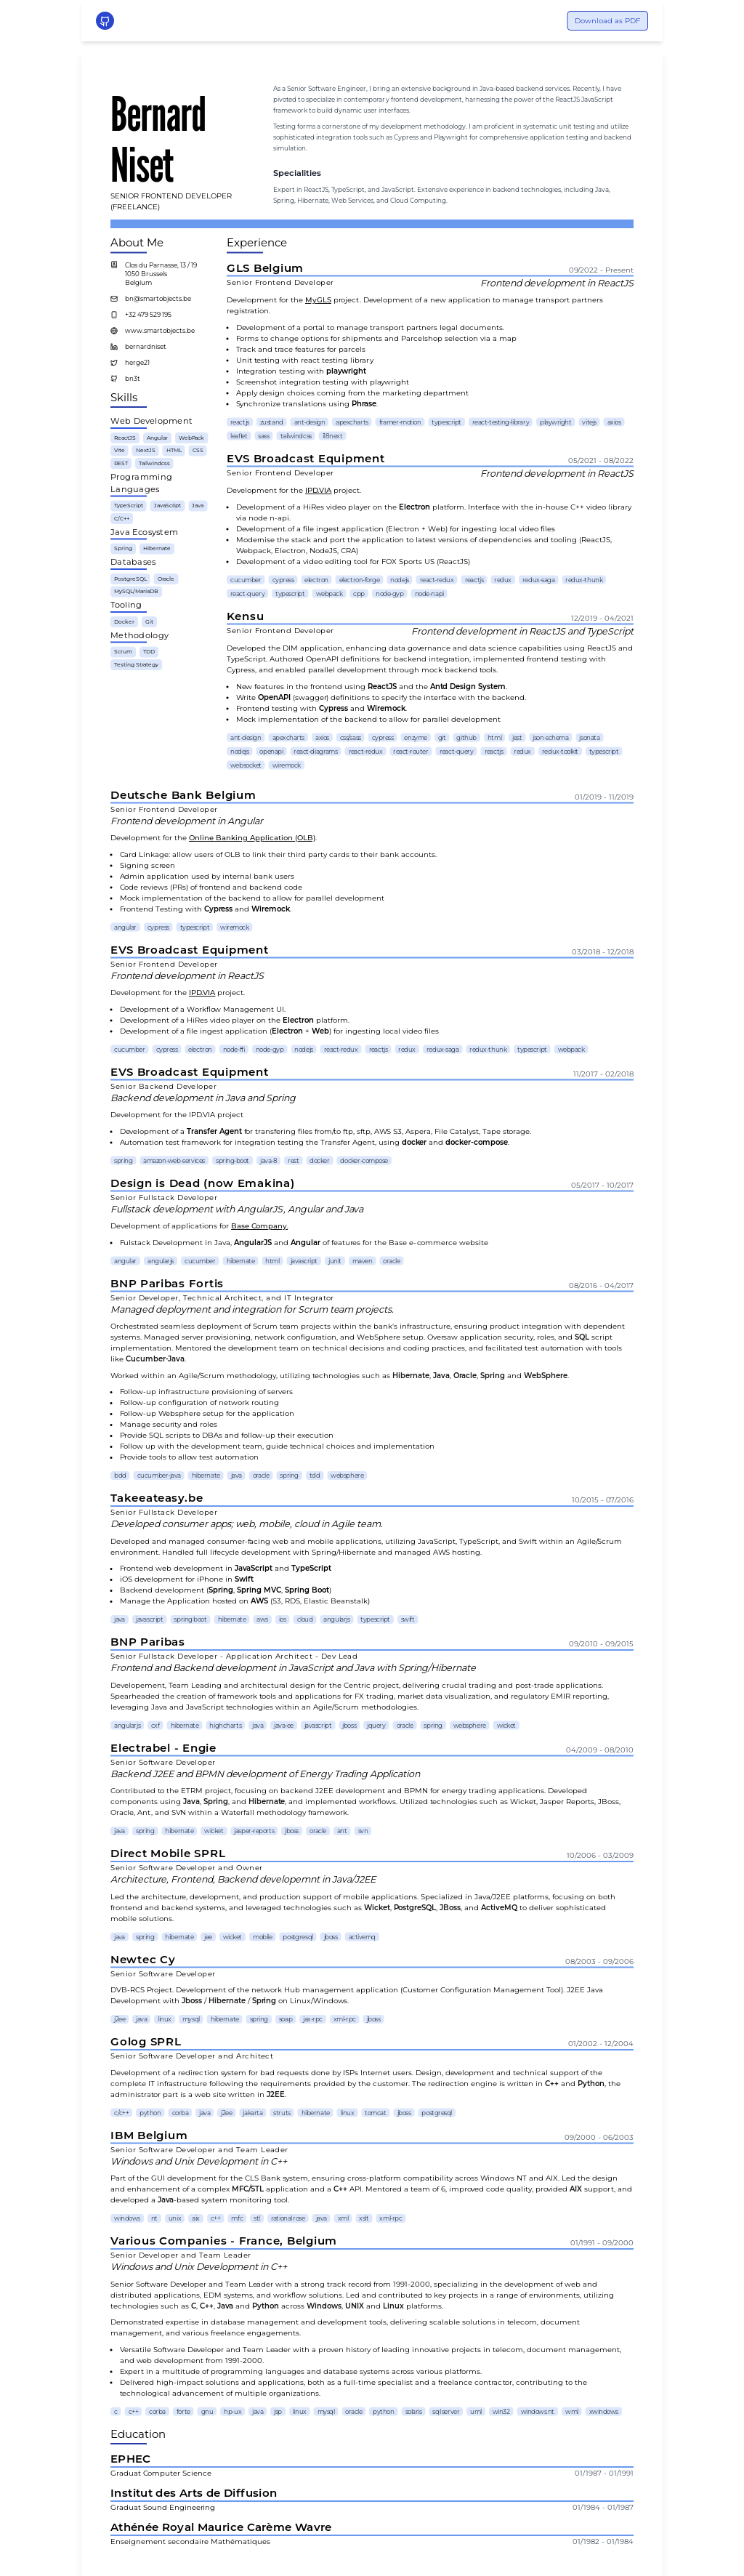 Download as PDF
Bernard
Niset
SENIOR FRONTEND DEVELOPER
(FREELANCE)
As a Senior Software Engineer, I bring an extensive background in Java-based backend services. Recently, I have
pivoted to specialize in contemporary frontend development, harnessing the power of the ReactJS JavaScript
framework to build dynamic user interfaces.
Testing forms a cornerstone of my development methodology. I am proficient in systematic unit testing and utilize
sophisticated integration tools such as Cypress and Playwright for comprehensive application testing and backend
simulation.
Specialities
Expert in ReactJS, TypeScript, and JavaScript. Extensive experience in backend technologies, including Java,
Spring, Hibernate, Web Services, and Cloud Computing.
About Me
Clos du Parnasse, 13 / 19
1050 Brussels
Belgium
bn@smartobjects.be
+32 479 529 195
www.smartobjects.be
bernardniset
herge21
bn3t
Skills
Web Development
ReactJS Angular WebPack
Vite NextJS HTML CSS
REST Tailwindcss
Programming
Languages
TypeScript JavaScript Java
C/C++
Java Ecosystem
Spring Hibernate
Databases
PostgreSQL Oracle
MySQL/MariaDB
Tooling
Docker Git
Methodology
Scrum TDD
Testing Strategy
Experience
GLS Belgium 09/2022 - Present
Senior Frontend Developer Frontend development in ReactJS
Development for the MyGLS project. Development of a new application to manage transport partners
registration.
• Development of a portal to manage transport partners legal documents.
• Forms to change options for shipments and Parcelshop selection via a map
• Track and trace features for parcels
• Unit testing with react testing library
• Integration testing with playwright
• Screenshot integration testing with playwright
• Apply design choices coming from the marketing department
• Synchronize translations using Phrase.
reactjs zustand ant-design apexcharts framer-motion typescript react-testing-library playwright vitejs axios
leaflet sass tailwindcss i18next
EVS Broadcast Equipment 05/2021 - 08/2022
Senior Frontend Developer Frontend development in ReactJS
Development for the IPD.VIA project.
• Development of a HiRes video player on the Electron platform. Interface with the in-house C++ video library
via node n-api.
• Development of a file ingest application (Electron + Web) for ingesting local video files
• Modernise the stack and port the application to latest versions of dependencies and tooling (ReactJS,
Webpack, Electron, NodeJS, CRA)
• Development of a video editing tool for FOX Sports US (ReactJS)
cucumber cypress electron electron-forge nodejs react-redux reactjs redux redux-saga redux-thunk
react-query typescript webpack cpp node-gyp node-napi
Kensu 12/2019 - 04/2021
Senior Frontend Developer Frontend development in ReactJS and TypeScript
Developed the DIM application, enhancing data governance and data science capabilities using ReactJS and
TypeScript. Authored OpenAPI definitions for backend integration, implemented frontend testing with
Cypress, and enabled parallel development through mock backend tools.
• New features in the frontend using ReactJS and the Antd Design System.
• Write OpenAPI (swagger) definitions to specify the interface with the backend.
• Frontend testing with Cypress and Wiremock.
• Mock implementation of the backend to allow for parallel development
ant-design apexcharts axios css/sass cypress enzyme git github html jest json-schema jsonata
nodejs openapi react-diagrams react-redux react-router react-query reactjs redux redux-toolkit typescript
websocket wiremock
Deutsche Bank Belgium 01/2019 - 11/2019
Senior Frontend Developer
Frontend development in Angular
Development for the Online Banking Application (OLB).
• Card Linkage: allow users of OLB to link their third party cards to their bank accounts.
• Signing screen
• Admin application used by internal bank users
• Code reviews (PRs) of frontend and backend code
• Mock implementation of the backend to allow for parallel development
• Frontend Testing with Cypress and Wiremock.
angular cypress typescript wiremock
EVS Broadcast Equipment 03/2018 - 12/2018
Senior Frontend Developer
Frontend development in ReactJS
Development for the IPD.VIA project.
• Development of a Workflow Management UI.
• Development of a HiRes video player on the Electron platform.
• Development of a file ingest application (Electron + Web) for ingesting local video files
cucumber cypress electron node-ffi node-gyp nodejs react-redux reactjs redux redux-saga redux-thunk typescript webpack
EVS Broadcast Equipment 11/2017 - 02/2018
Senior Backend Developer
Backend development in Java and Spring
Development for the IPD.VIA project
• Development of a Transfer Agent for transfering files from/to ftp, sftp, AWS S3, Aspera, File Catalyst, Tape storage.
• Automation test framework for integration testing the Transfer Agent, using docker and docker-compose.
spring amazon-web-services spring-boot java-8 rest docker docker-compose
Design is Dead (now Emakina) 05/2017 - 10/2017
Senior Fullstack Developer
Fullstack development with AngularJS, Angular and Java
Development of applications for Base Company.
• Fulstack Development in Java, AngularJS and Angular of features for the Base e-commerce website
angular angularjs cucumber hibernate html javascript junit maven oracle
BNP Paribas Fortis 08/2016 - 04/2017
Senior Developer, Technical Architect, and IT Integrator
Managed deployment and integration for Scrum team projects.
Orchestrated seamless deployment of Scrum team projects within the bank's infrastructure, ensuring product integration with dependent
systems. Managed server provisioning, network configuration, and WebSphere setup. Oversaw application security, roles, and SQL script
implementation. Mentored the development team on technical decisions and coding practices, and facilitated test automation with tools
like Cucumber-Java.
Worked within an Agile/Scrum methodology, utilizing technologies such as Hibernate, Java, Oracle, Spring and WebSphere.
• Follow-up infrastructure provisioning of servers
• Follow-up configuration of network routing
• Follow-up Websphere setup for the application
• Manage security and roles
• Provide SQL scripts to DBAs and follow-up their execution
• Follow up with the development team, guide technical choices and implementation
• Provide tools to allow test automation
bdd cucumber-java hibernate java oracle spring tdd websphere
Takeeateasy.be 10/2015 - 07/2016
Senior Fullstack Developer
Developed consumer apps; web, mobile, cloud in Agile team.
Developed and managed consumer-facing web and mobile applications, utilizing JavaScript, TypeScript, and Swift within an Agile/Scrum
environment. Handled full lifecycle development with Spring/Hibernate and managed AWS hosting.
• Frontend web development in JavaScript and TypeScript
• iOS development for iPhone in Swift
• Backend development (Spring, Spring MVC, Spring Boot)
• Manage the Application hosted on AWS (S3, RDS, Elastic Beanstalk)
java javascript spring boot hibernate aws ios cloud angularjs typescript swift
BNP Paribas 09/2010 - 09/2015
Senior Fullstack Developer - Application Architect - Dev Lead
Frontend and Backend development in JavaScript and Java with Spring/Hibernate
Developement, Team Leading and architectural design for the Centric project, delivering crucial trading and post-trade applications.
Spearheaded the creation of framework tools and applications for FX trading, market data visualization, and regulatory EMIR reporting,
leveraging Java and JavaScript technologies within an Agile/Scrum methodologies.
angularjs cxf hibernate highcharts java java-ee javascript jboss jquery oracle spring websphere wicket
Electrabel - Engie 04/2009 - 08/2010
Senior Software Developer
Backend J2EE and BPMN development of Energy Trading Application
Contributed to the ETRM project, focusing on backend J2EE development and BPMN for energy trading applications. Developed
components using Java, Spring, and Hibernate, and implemented workflows. Utilized technologies such as Wicket, Jasper Reports, JBoss,
Oracle, Ant, and SVN within a Waterfall methodology framework.
java spring hibernate wicket jasper-reports jboss oracle ant svn
Direct Mobile SPRL 10/2006 - 03/2009
Senior Software Developer and Owner
Architecture, Frontend, Backend developemnt in Java/J2EE
Led the architecture, development, and production support of mobile applications. Specialized in Java/J2EE platforms, focusing on both
frontend and backend systems, and leveraged technologies such as Wicket, PostgreSQL, JBoss, and ActiveMQ to deliver sophisticated
mobile solutions.
java spring hibernate jee wicket mobile postgresql jboss activemq
Newtec Cy 08/2003 - 09/2006
Senior Software Developer
DVB-RCS Project. Development of the network Hub management application (Customer Configuration Management Tool). J2EE Java
Development with Jboss / Hibernate / Spring on Linux/Windows.
j2ee java linux mysql hibernate spring soap jax-rpc xml-rpc jboss
Golog SPRL 01/2002 - 12/2004
Senior Software Developer and Architect
Development of a redirection system for bad requests done by ISPs Internet users. Design, development and technical support of the
complete IT infrastructure following the requirements provided by the customer. The redirection engine is written in C++ and Python, the
administrator part is a web site written in J2EE.
c/c++ python corba java j2ee jakarta struts hibernate linux tomcat jboss postgresql
IBM Belgium 09/2000 - 06/2003
Senior Software Developer and Team Leader
Windows and Unix Development in C++
Part of the GUI development for the CLS Bank system, ensuring cross-platform compatibility across Windows NT and AIX. Led the design
and enhancement of a complex MFC/STL application and a C++ API. Mentored a team of 6, improved code quality, provided AIX support, and
developed a Java-based system monitoring tool.
windows nt unix aix c++ mfc stl rational rose java xml xslt xml-rpc
Various Companies - France, Belgium 01/1991 - 09/2000
Senior Developer and Team Leader
Windows and Unix Development in C++
Senior Software Developer and Team Leader with a strong track record from 1991-2000, specializing in the development of web and
distributed applications, EDM systems, and workflow solutions. Led and contributed to key projects in a range of environments, utilizing
technologies such as C, C++, Java and Python across Windows, UNIX and Linux platforms.
Demonstrated expertise in database management and development tools, delivering scalable solutions in telecom, document
management, and various freelance engagements.
• Versatile Software Developer and Team Leader with a proven history of leading innovative projects in telecom, document management,
and web development from 1991-2000.
• Expert in a multitude of programming languages and database systems across various platforms.
• Delivered high-impact solutions and applications, both as a full-time specialist and a freelance contractor, contributing to the
technological advancement of multiple organizations.
c c++ corba forte gnu hp-ux java jsp linux mysql oracle python solaris sqlserver uml win32 windows nt wml xwindows
Education
EPHEC
Graduat Computer Science 01/1987 - 01/1991
Institut des Arts de Diffusion
Graduat Sound Engineering 01/1984 - 01/1987
Athénée Royal Maurice Carème Wavre
Enseignement secondaire Mathématiques 01/1982 - 01/1984